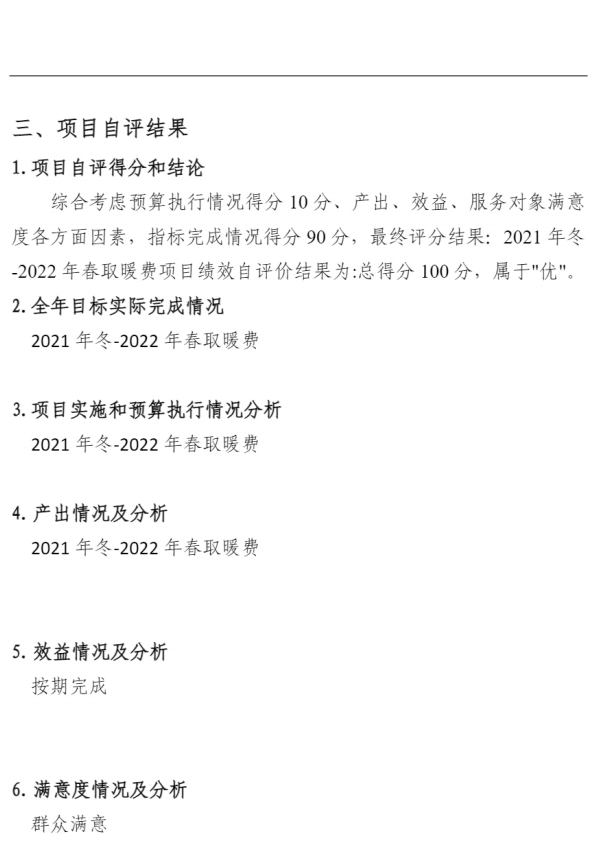 三、项目自评结果
1. 项目自评得分和结论
综合考虑预算执行情况得分 10 分、产出、效益、服务对象满意
度各方面因素，指标完成情况得分 90 分，最终评分结果：2021 年冬
-2022 年春取暖费项目绩效自评价结果为:总得分 100 分，属于"优"。
2. 全年目标实际完成情况
2021 年冬-2022 年春取暖费
3. 项目实施和预算执行情况分析
2021 年冬-2022 年春取暖费
4. 产出情况及分析
2021 年冬-2022 年春取暖费
5. 效益情况及分析
按期完成
6. 满意度情况及分析
群众满意